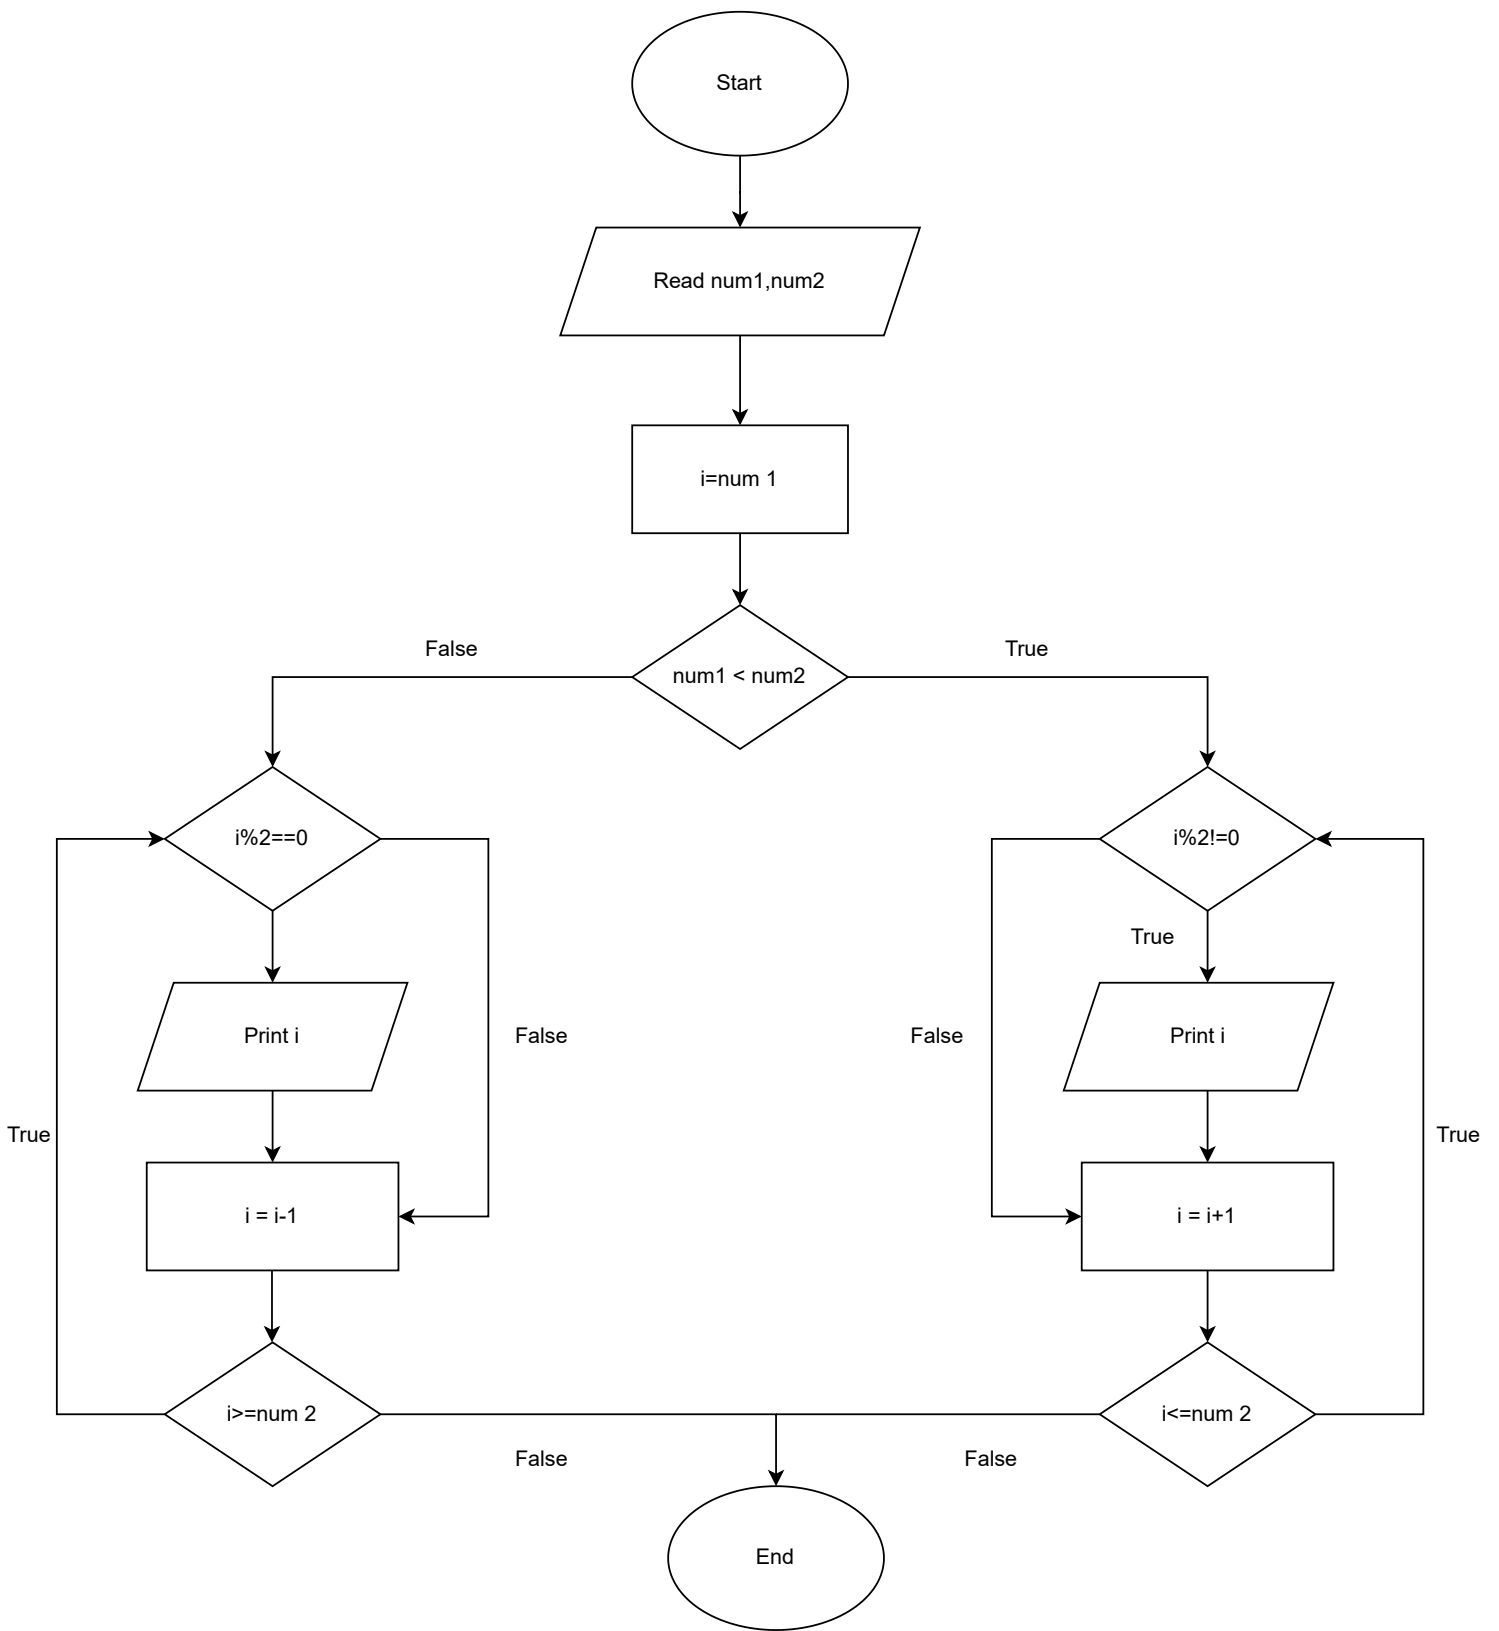 Start
Read num1,num2
i=num 1
False
True
num1 < num2
i%2==0
i%2!=0
True
Print i
False
False
Print i
True
True
i = i-1
i = i+1
i>=num 2
i<=num 2
False
False
End